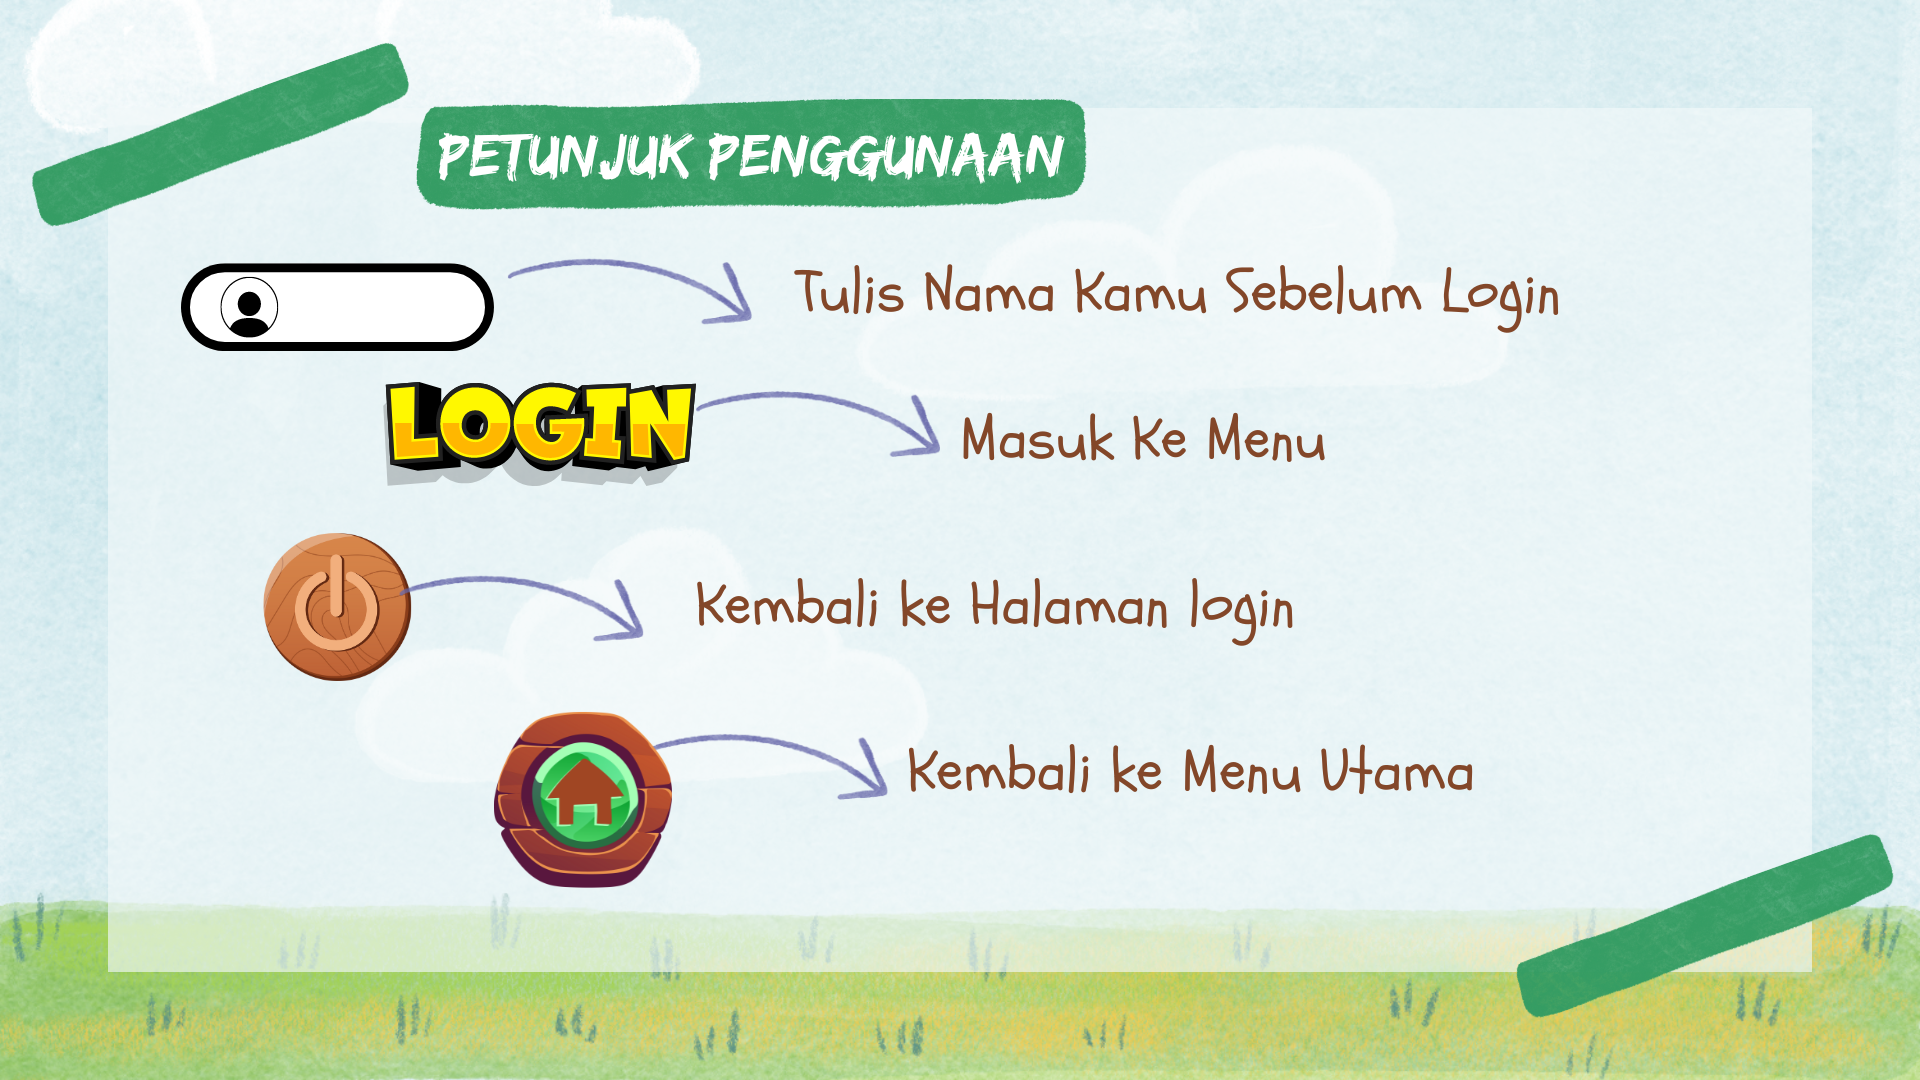 PETUNJUK PENGGUNAAN
Tulis Nama Kamu Sebelum Login
LOGIN
Masuk Ke Menu
Kembali ke Halaman login
Kembali ke Menu Utama